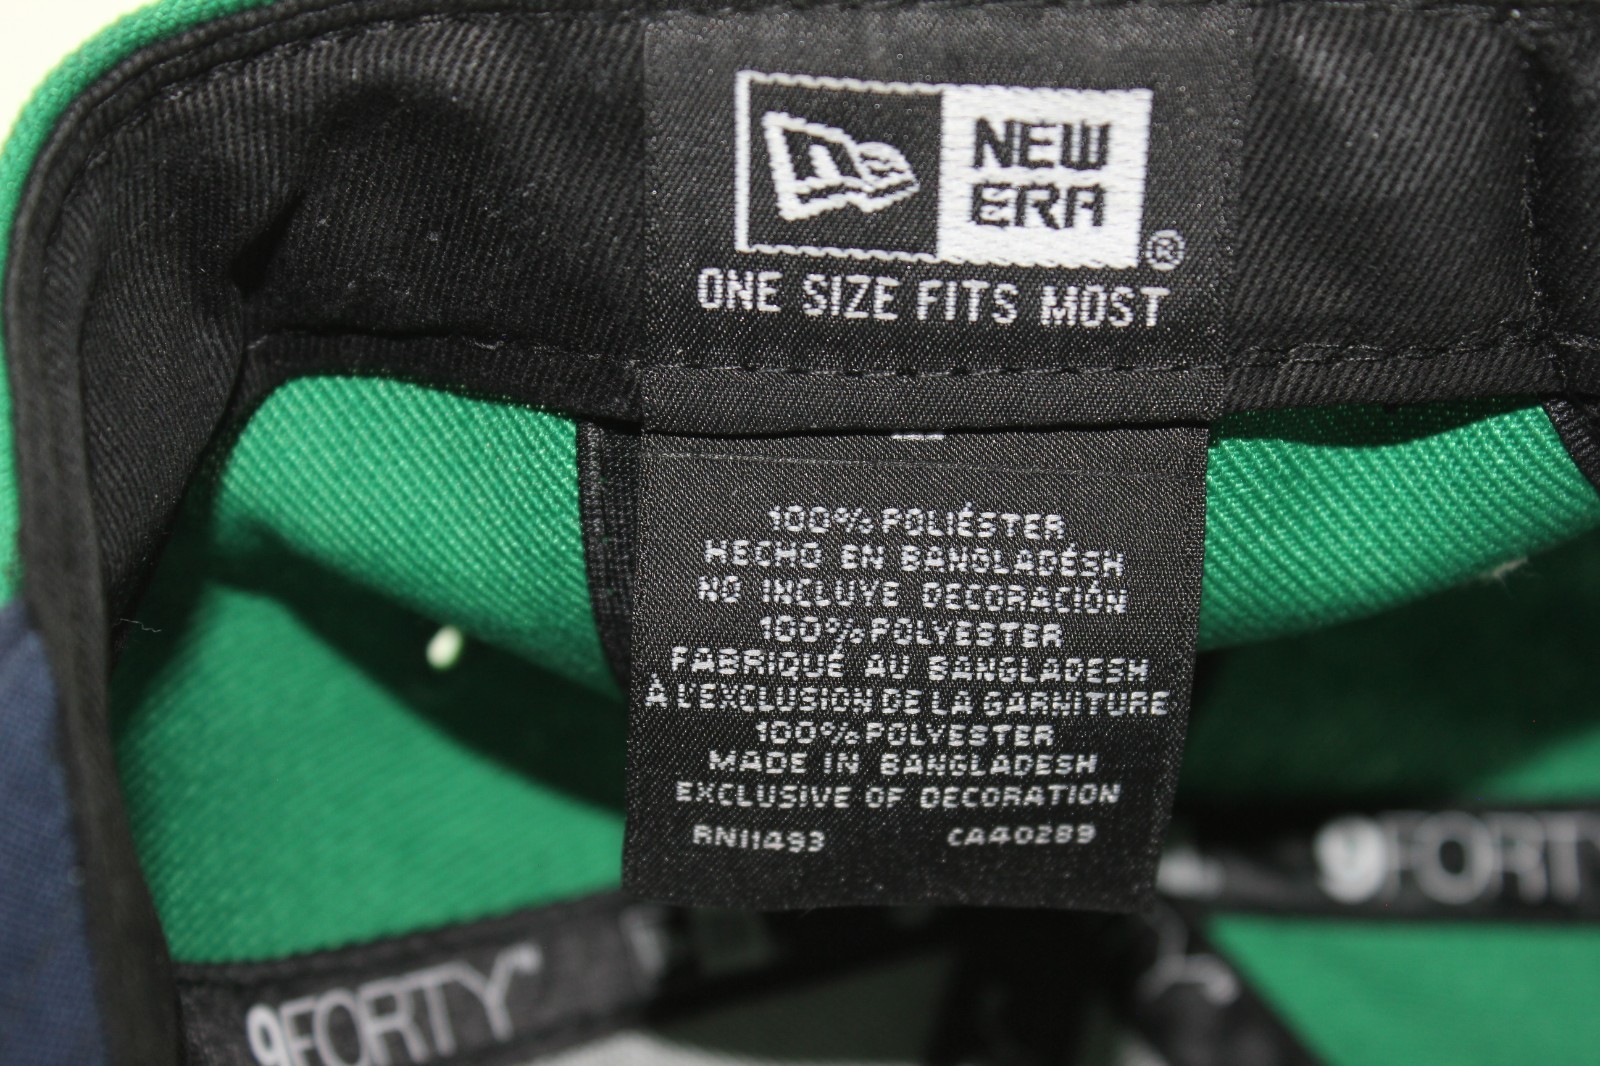 NEW
ERA
®
ONE SIZE FITS MOST
100% POLIÉSTER
HECHO EN BANGLADÉSH
NO INCLUYE DECORACIÓN
100% POLYESTER
FABRIQUÉ AU BANGLADESH
À L'EXCLUSION DE LA GARNITURE
100% POLYESTER
MADE IN BANGLADESH
EXCLUSIVE OF DECORATION
RN11493 CA40289
9FORTY
9FORTY™